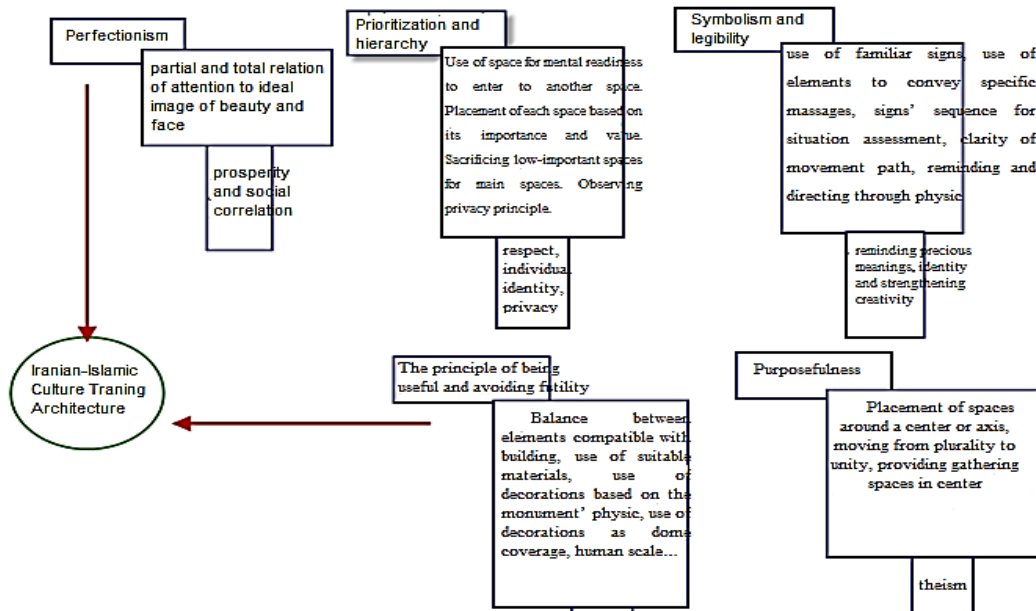 Perfectionism
partial and total relation
of attention to ideal
image of beauty and
face
prosperity
and social
correlation
Prioritization and
hierarchy
Use of space for mental readiness
to enter to another space.
Placement of each space based on
its importance and value.
Sacrificing low-important spaces
for main spaces. Observing
privacy principle.
respect,
individual
identity,
privacy
Symbolism and
legibility
use of familiar signs, use of
elements to convey specific
massages, signs' sequence for
situation assessment, clarity of
movement path, reminding and
directing through physic
reminding precious
meanings, identity
and strengthening
creativity
Iranian-Islamic
Culture Traning
Architecture
The principle of being
useful and avoiding futility
Balance between
elements compatible with
building, use of suitable
materials, use of
decorations based on the
monument' physic, use of
decorations as dome
coverage, human scale...
Purposefulness
Placement of spaces
around a center or axis,
moving from plurality to
unity, providing gathering
spaces in center
theism